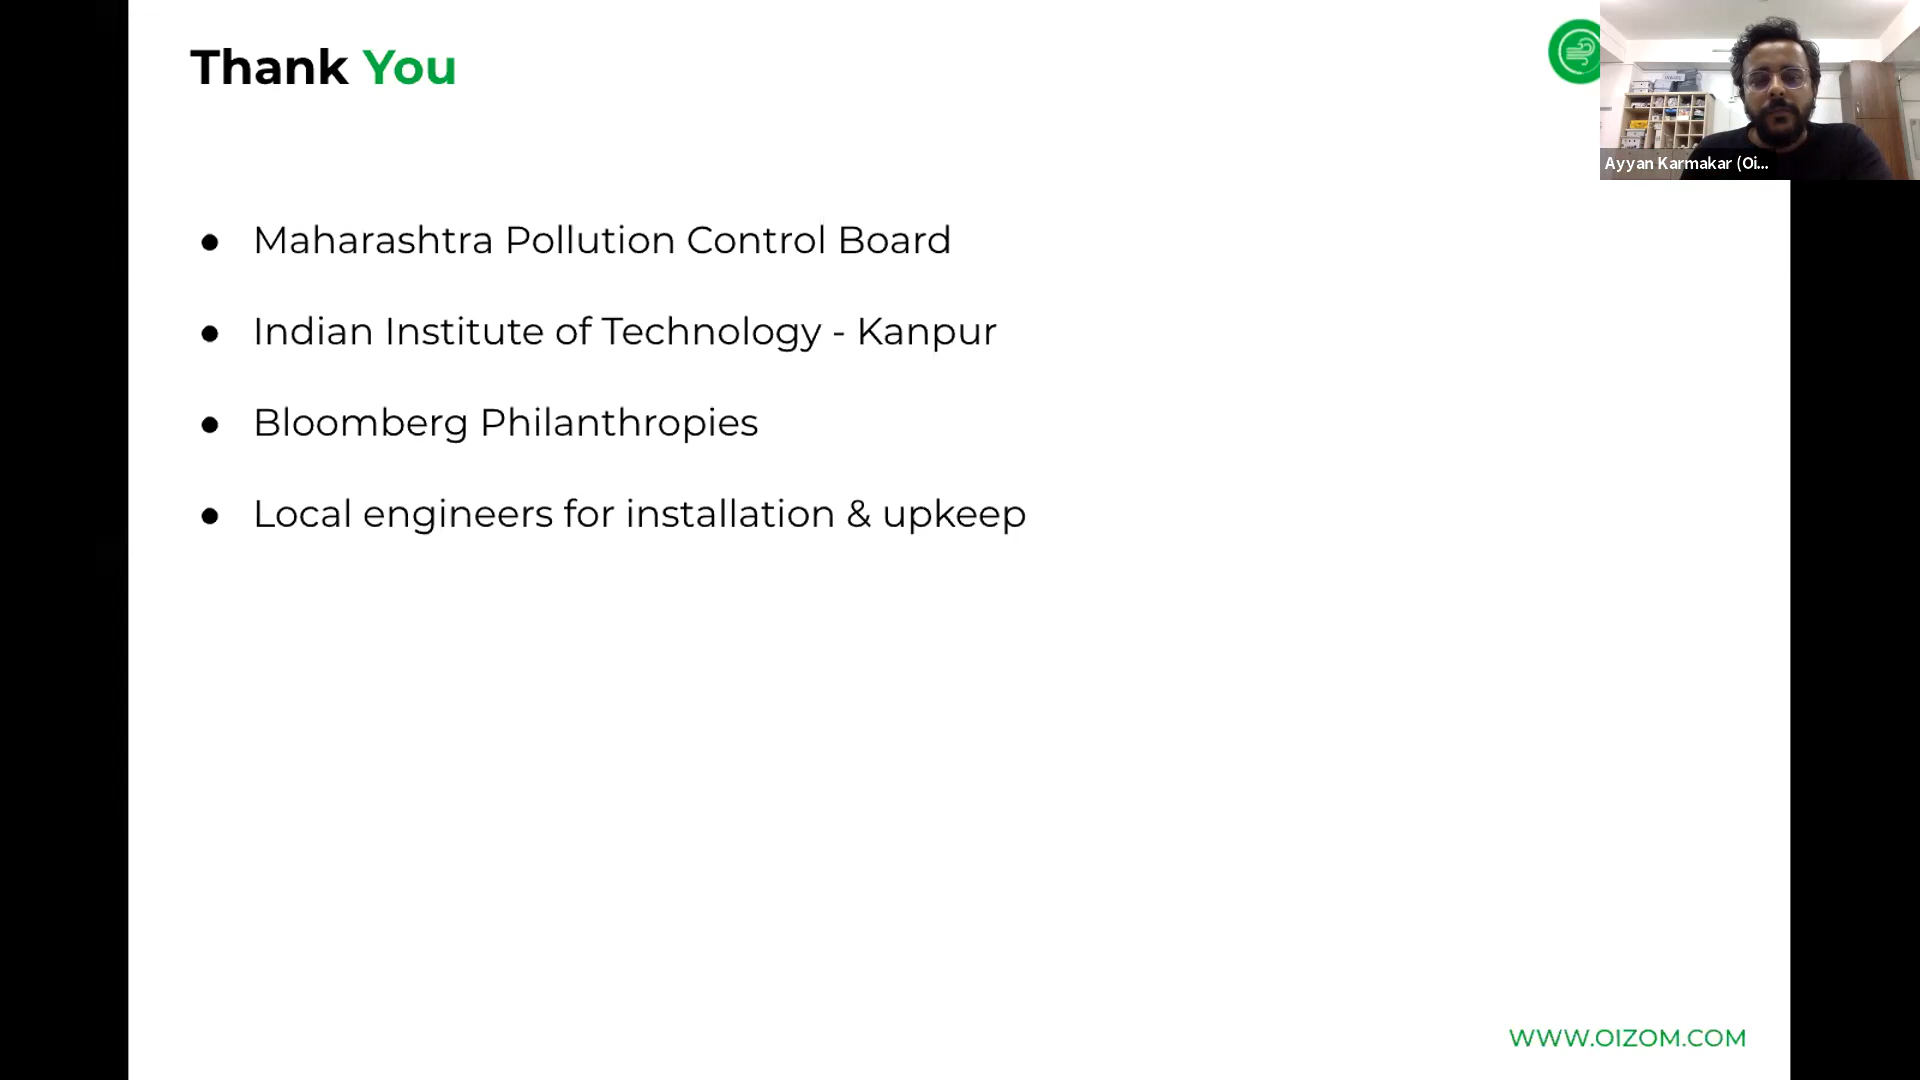 Thank You
Ayyan Karmakar (Oi...
● Maharashtra Pollution Control Board
● Indian Institute of Technology - Kanpur
● Bloomberg Philanthropies
● Local engineers for installation & upkeep
WWW.OIZOM.COM